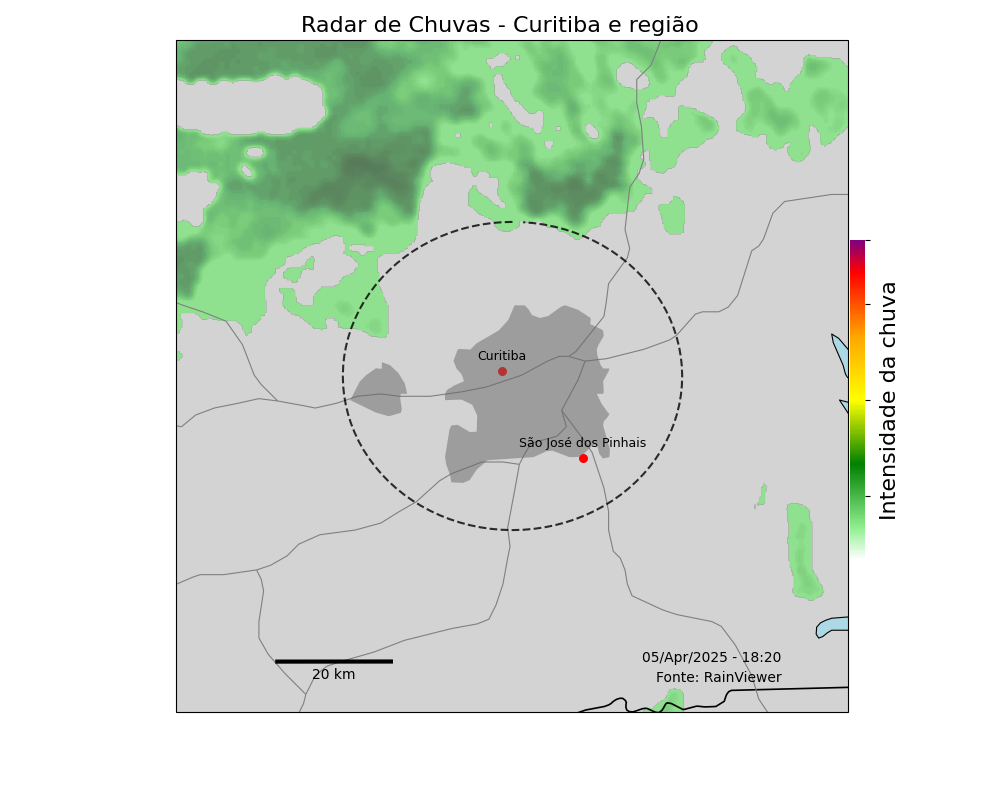 Radar de Chuvas - Curitiba e região
Curitiba
São José dos Pinhais
Intensidade da chuva
05/Apr/2025 - 18:20
Fonte: RainViewer
20 km